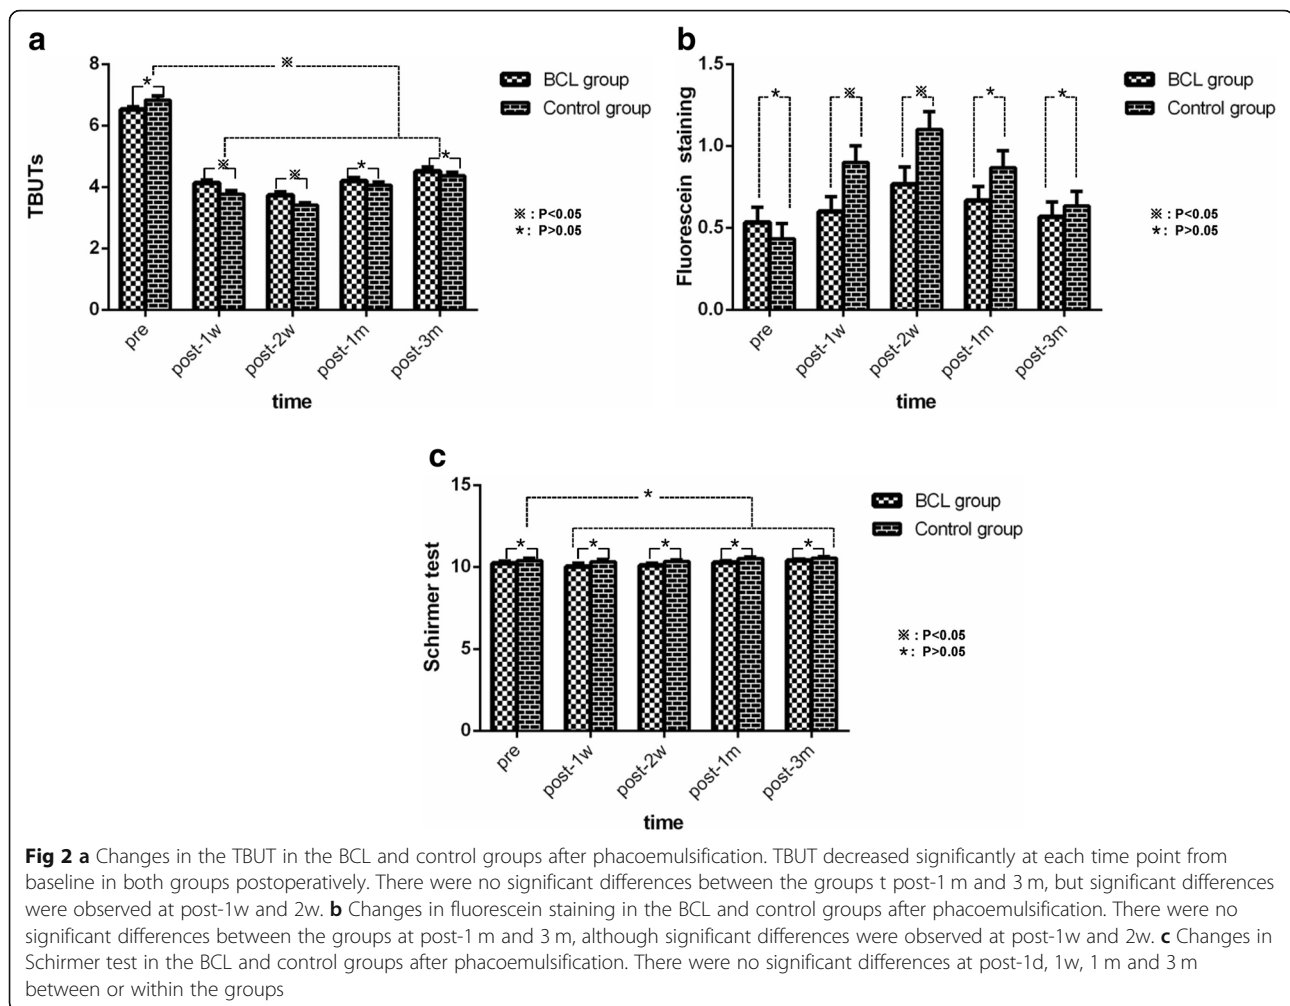 a
8
6
4
2
0
TBUTs
*
※
※
※
*
*
BCL group
Control group
※ : P<0.05
* : P>0.05
pre
post-1w
post-2w
post-1m
post-3m
time
b
1.5
1.0
0.5
0.0
Fluorescein staining
*
※
※
*
*
BCL group
Control group
※ : P<0.05
* : P>0.05
pre
post-1w
post-2w
post-1m
post-3m
time
c
15
10
5
0
Schirmer test
*
*
*
*
*
*
BCL group
Control group
※ : P<0.05
* : P>0.05
pre
post-1w
post-2w
post-1m
post-3m
time
Fig 2 a Changes in the TBUT in the BCL and control groups after phacoemulsification. TBUT decreased significantly at each time point from
baseline in both groups postoperatively. There were no significant differences between the groups t post-1 m and 3 m, but significant differences
were observed at post-1w and 2w. b Changes in fluorescein staining in the BCL and control groups after phacoemulsification. There were no
significant differences between the groups at post-1 m and 3 m, although significant differences were observed at post-1w and 2w. c Changes in
Schirmer test in the BCL and control groups after phacoemulsification. There were no significant differences at post-1d, 1w, 1 m and 3 m
between or within the groups